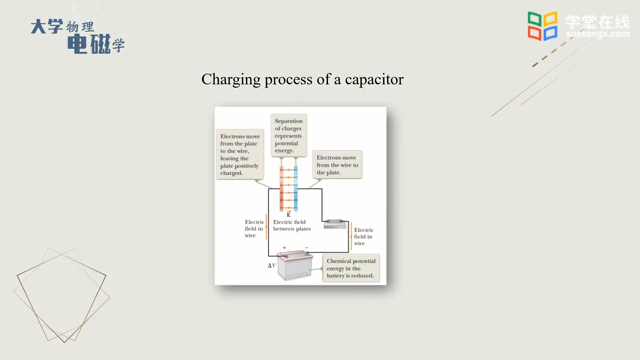 大学物理
电磁学
学堂在线
xuetangx.com
Charging process of a capacitor
Separation
of charges
represents
potential
energy.
Electrons move
from the plate
to the wire,
leaving the
plate positively
charged.
Electrons move
from the wire to
the plate.
E
Electric
field in
wire
Electric field
between plates
Electric
field in
wire
+ −
ΔV
Chemical potential
energy in the
battery is reduced.